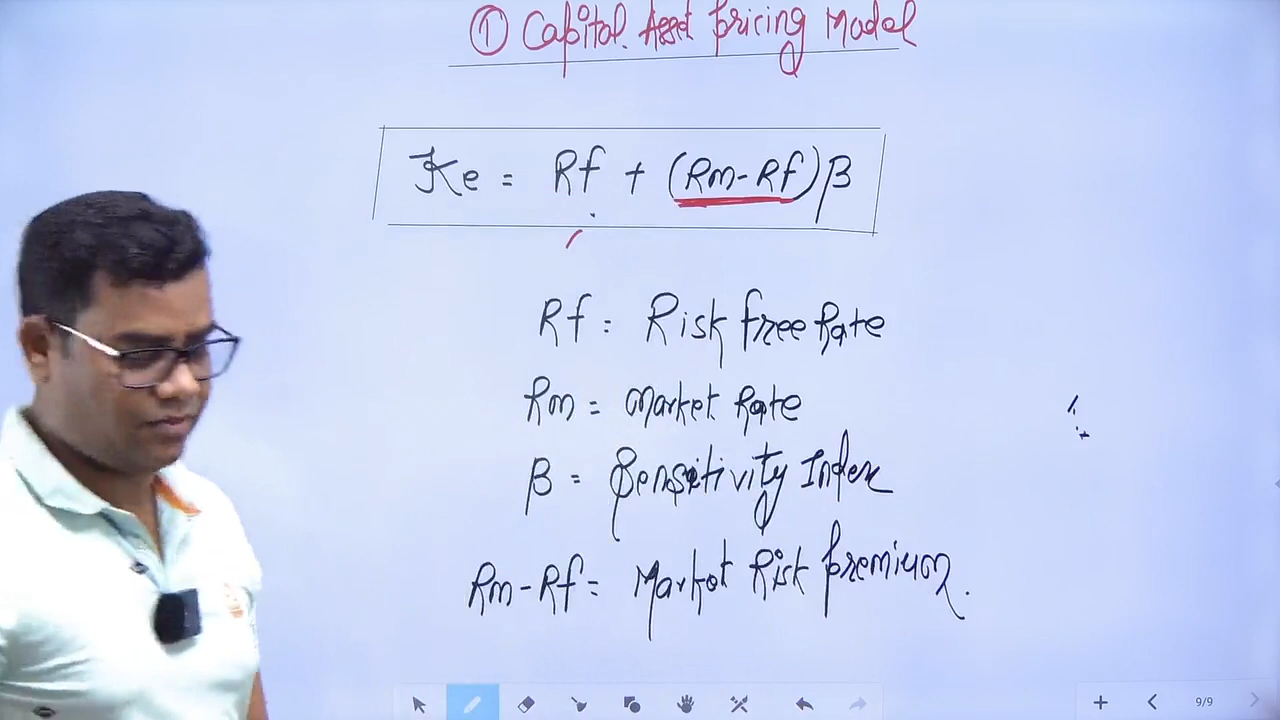 ① Capital Asset Pricing Model
Ke = Rf + (Rm-Rf)β
Rf = Risk free Rate
Rm = Market Rate
β = Sensitivity Index
Rm-Rf = Market Risk Premium.
9/9